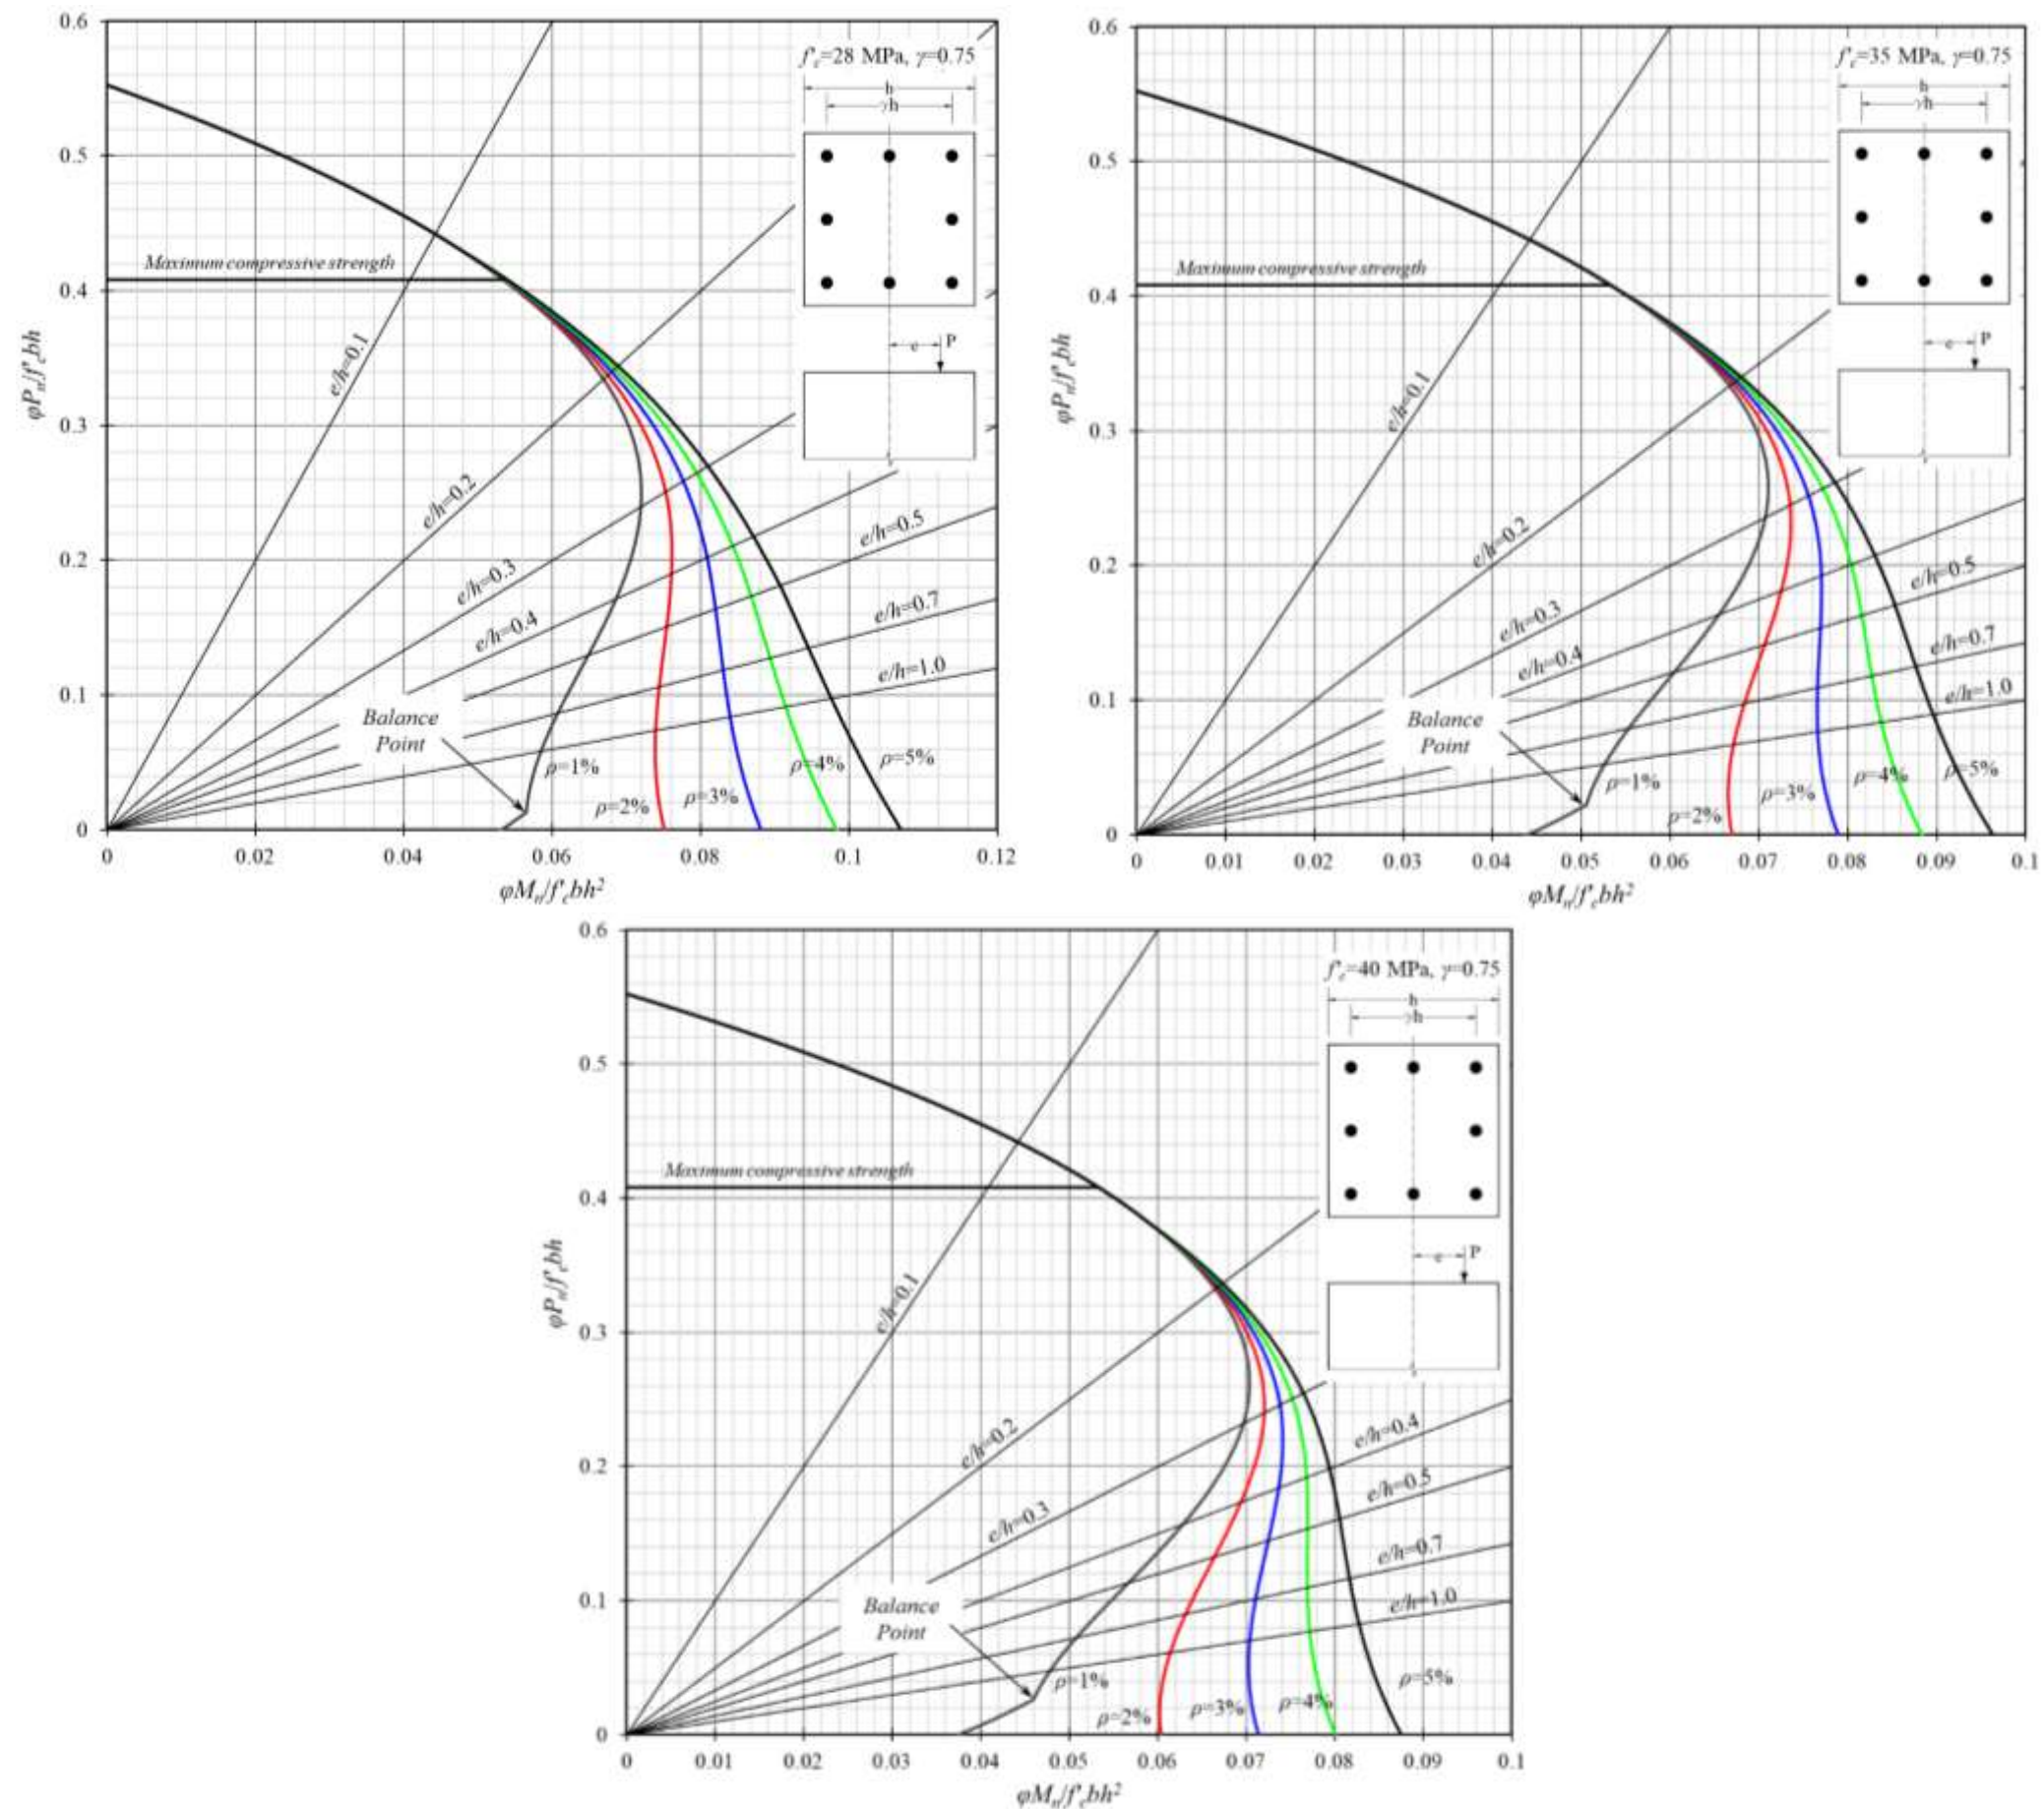 f'c=28 MPa, γ=0.75
h
γh
e
P
Maximum compressive strength
e/h=0.1
e/h=0.2
e/h=0.3
e/h=0.4
e/h=0.5
e/h=0.7
e/h=1.0
Balance
Point
ρ=1%
ρ=2%
ρ=3%
ρ=4%
ρ=5%
0.6
0.5
0.4
0.3
0.2
0.1
0
φPn/f'cbh
0
0.02
0.04
0.06
0.08
0.1
0.12
φMn/f'cbh²
f'c=35 MPa, γ=0.75
h
γh
e
P
Maximum compressive strength
e/h=0.1
e/h=0.2
e/h=0.3
e/h=0.4
e/h=0.5
e/h=0.7
e/h=1.0
Balance
Point
ρ=1%
ρ=2%
ρ=3%
ρ=4%
ρ=5%
0.6
0.5
0.4
0.3
0.2
0.1
0
φPn/f'cbh
0
0.01
0.02
0.03
0.04
0.05
0.06
0.07
0.08
0.09
0.1
φMn/f'cbh²
f'c=40 MPa, γ=0.75
h
γh
e
P
Maximum compressive strength
e/h=0.1
e/h=0.2
e/h=0.3
e/h=0.4
e/h=0.5
e/h=0.7
e/h=1.0
Balance
Point
ρ=1%
ρ=2%
ρ=3%
ρ=4%
ρ=5%
0.6
0.5
0.4
0.3
0.2
0.1
0
φPn/f'cbh
0
0.01
0.02
0.03
0.04
0.05
0.06
0.07
0.08
0.09
0.1
φMn/f'cbh²